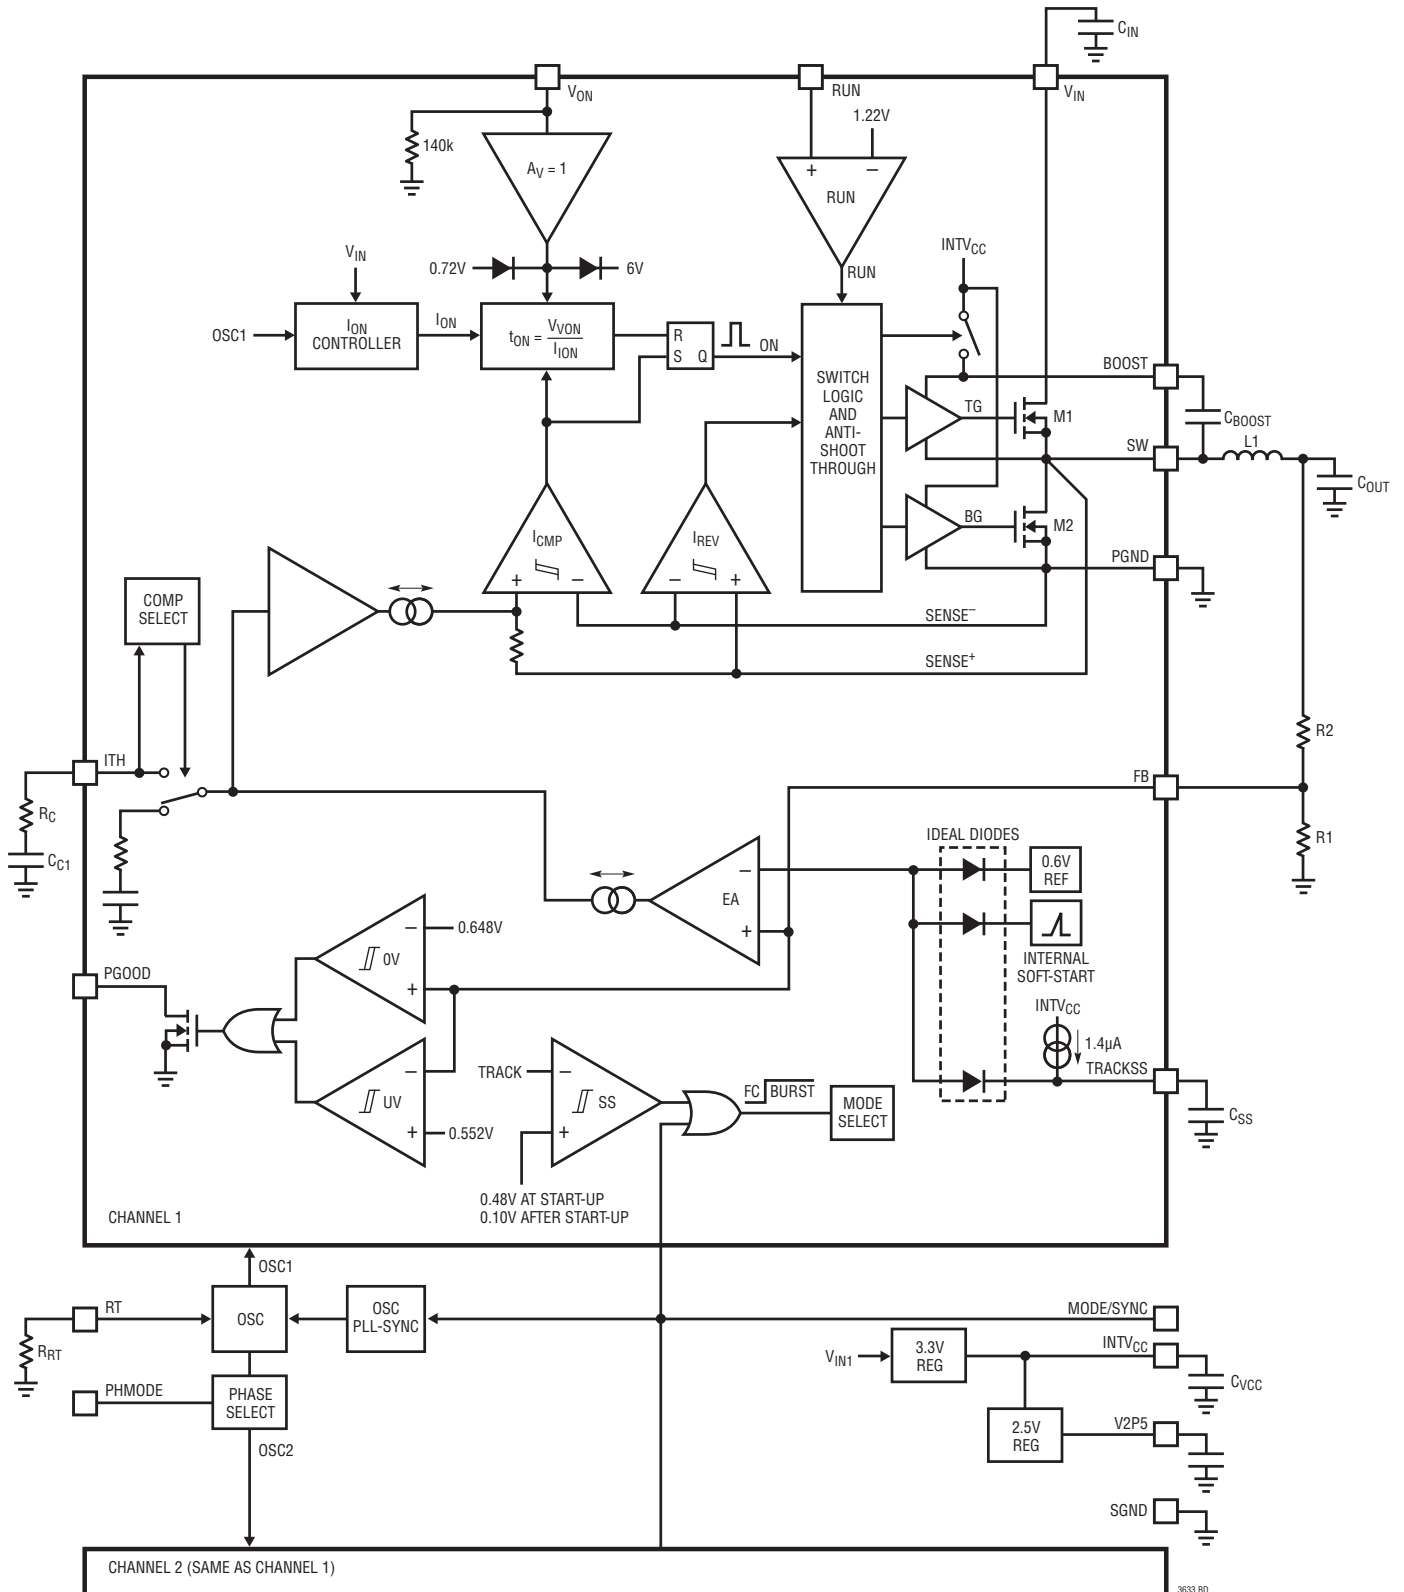 C_IN
V_ON
RUN
V_IN
1.22V
140k
A_V = 1
+ −
RUN
INTV_CC
V_IN
0.72V
6V
RUN
OSC1
I_ON
CONTROLLER
I_ON
t_ON = V_VON / I_ION
R
S Q
ON
SWITCH
LOGIC
AND
ANTI-
SHOOT
THROUGH
BOOST
TG
M1
C_BOOST
SW
L1
C_OUT
BG
M2
PGND
I_CMP
+ −
I_REV
− +
SENSE⁻
SENSE⁺
COMP
SELECT
ITH
R_C
C_C1
R2
FB
R1
IDEAL DIODES
0.6V
REF
−
EA
+
INTERNAL
SOFT-START
− 0.648V
0V
+
PGOOD
INTV_CC
1.4µA
TRACKSS
C_SS
−
UV
+ 0.552V
TRACK −
SS
+
FC BURST
MODE
SELECT
0.48V AT START-UP
0.10V AFTER START-UP
CHANNEL 1
OSC1
RT
R_RT
OSC
OSC
PLL-SYNC
MODE/SYNC
V_IN1
3.3V
REG
INTV_CC
C_VCC
PHMODE
PHASE
SELECT
2.5V
REG
V2P5
OSC2
SGND
CHANNEL 2 (SAME AS CHANNEL 1)
3633 BD